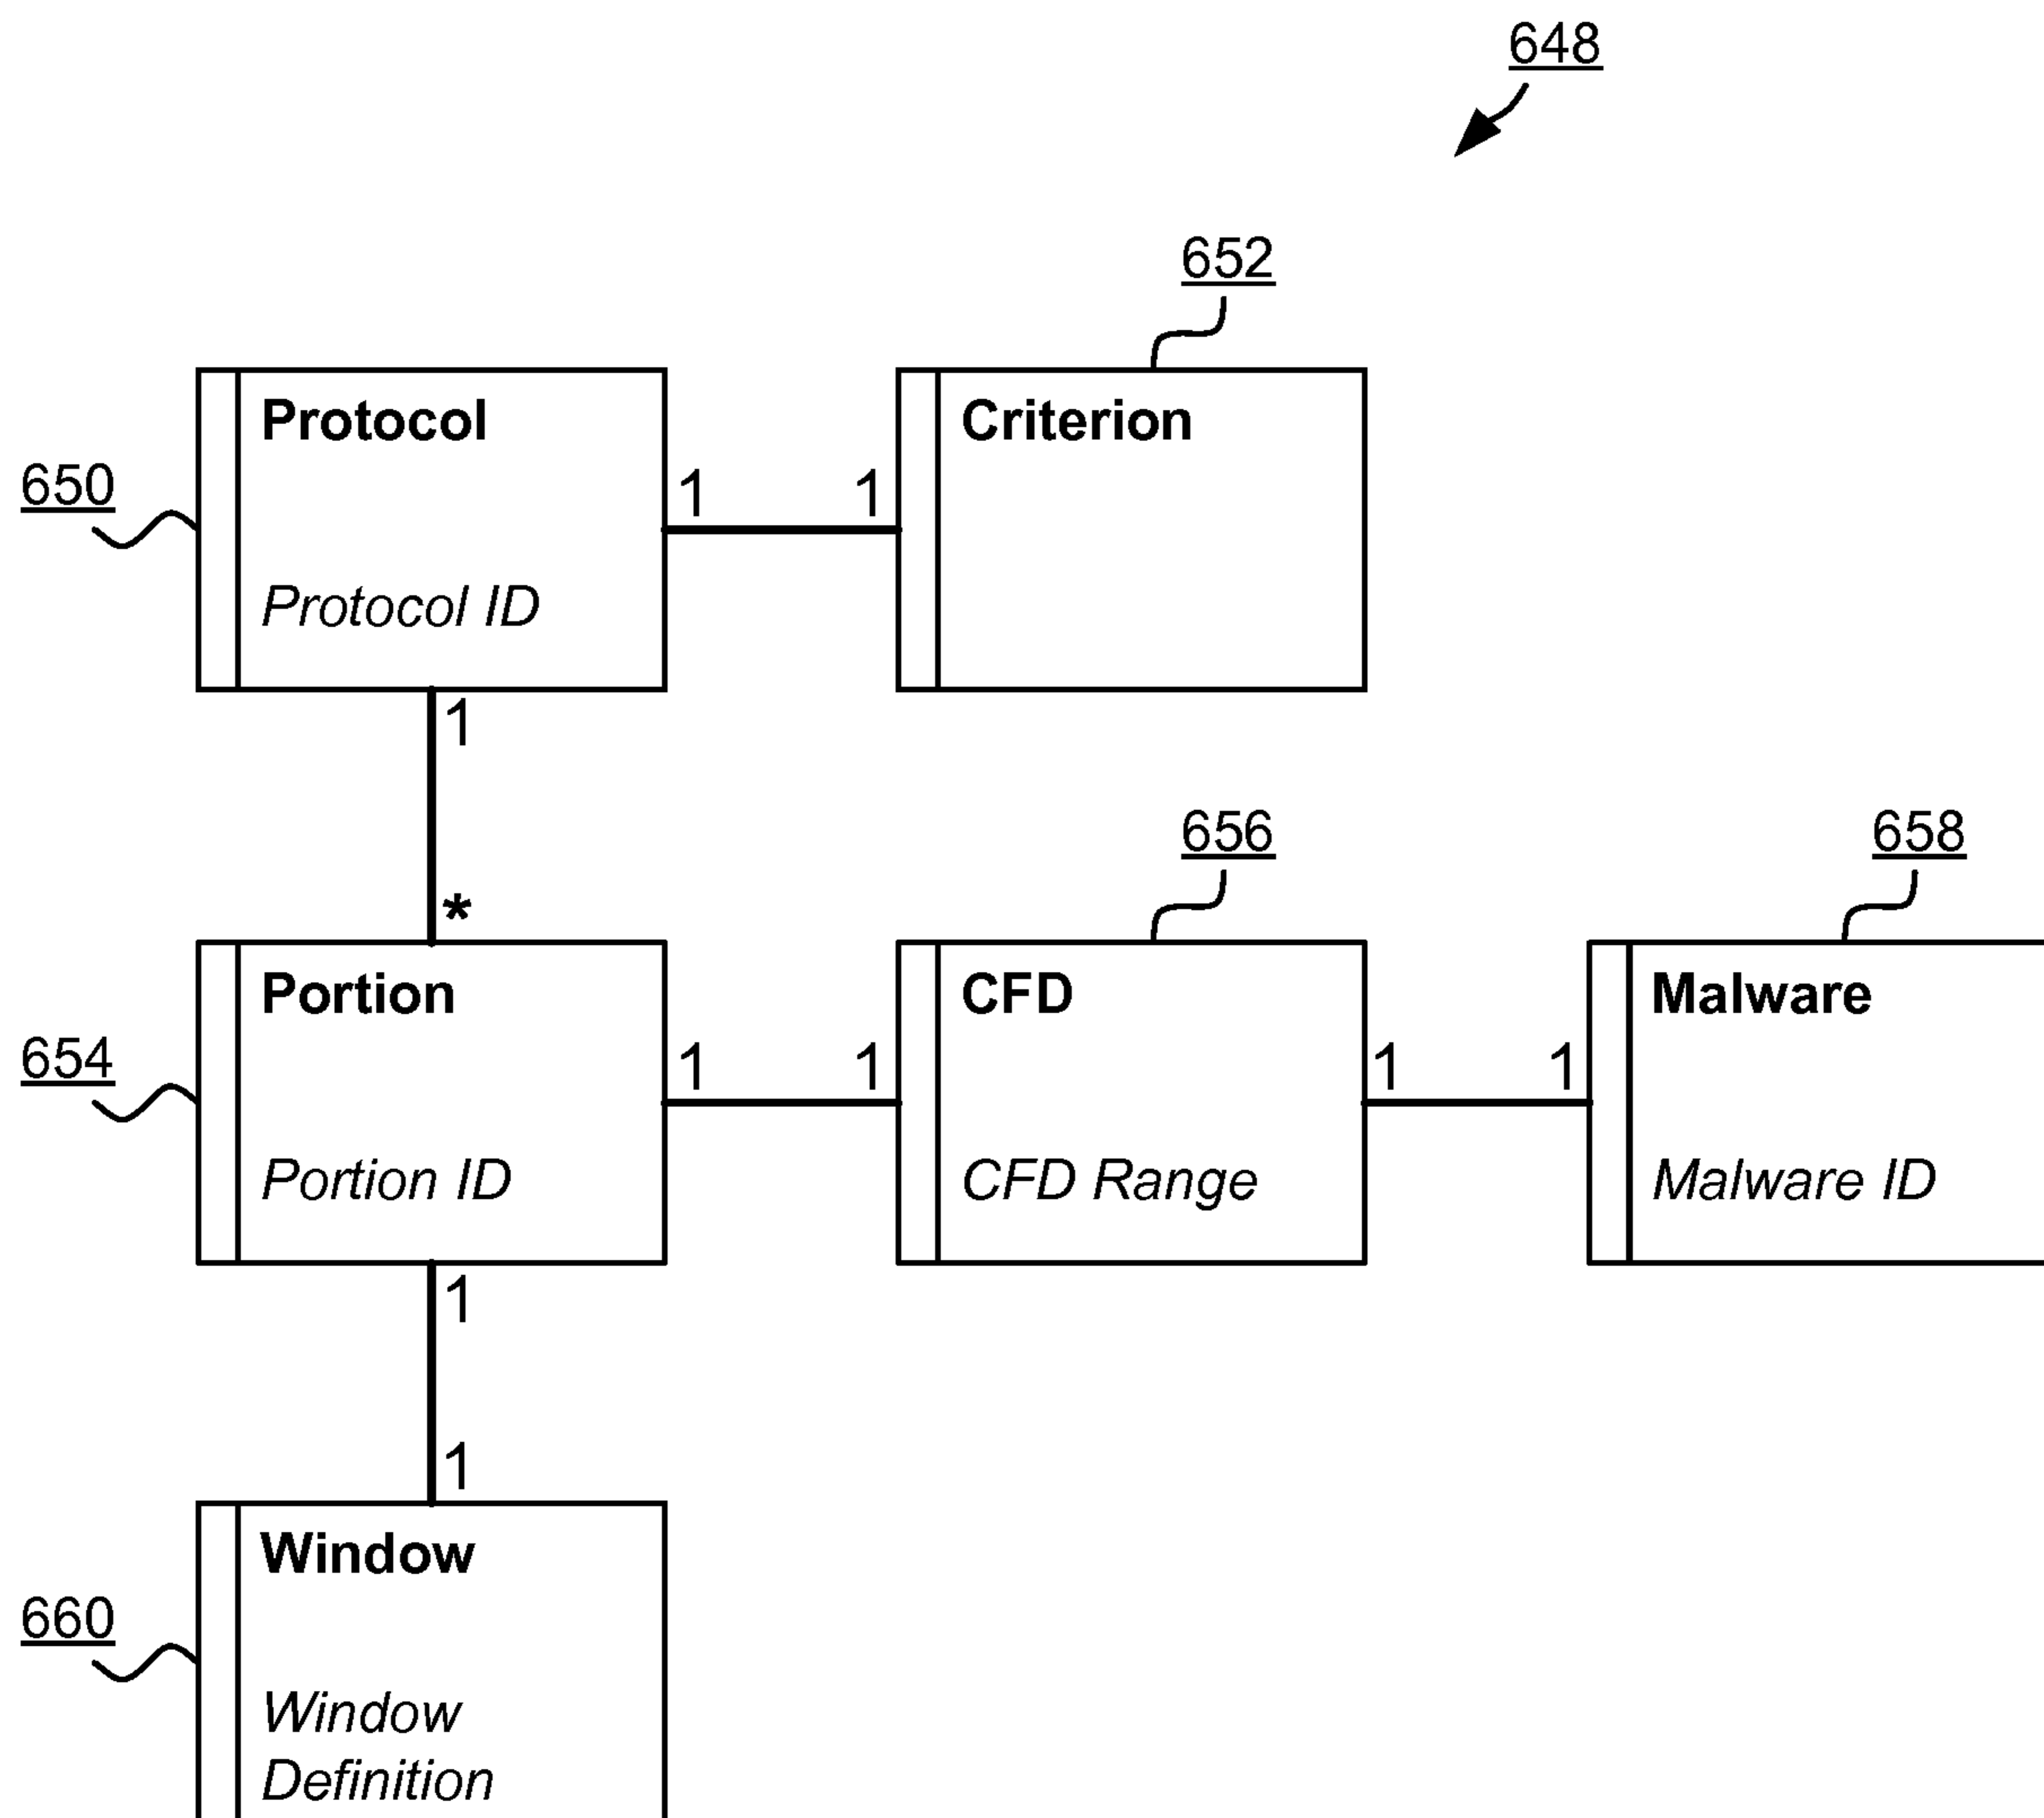 648
652
Protocol
Criterion
650
1
1
Protocol ID
1
656
658
*
Portion
CFD
Malware
654
1
1
1
1
Portion ID
CFD Range
Malware ID
1
1
Window
660
Window
Definition